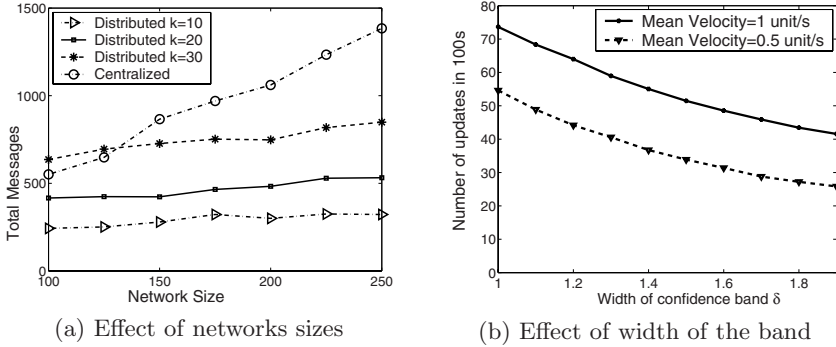 1500
1000
500
0
100
150
200
250
Total Messages
Network Size
Distributed k=10
Distributed k=20
Distributed k=30
Centralized
(a) Effect of networks sizes
80
70
60
50
40
30
20
10
0
1
1.2
1.4
1.6
1.8
Number of updates in 100s
Width of confidence band δ
Mean Velocity=1 unit/s
Mean Velocity=0.5 unit/s
(b) Effect of width of the band